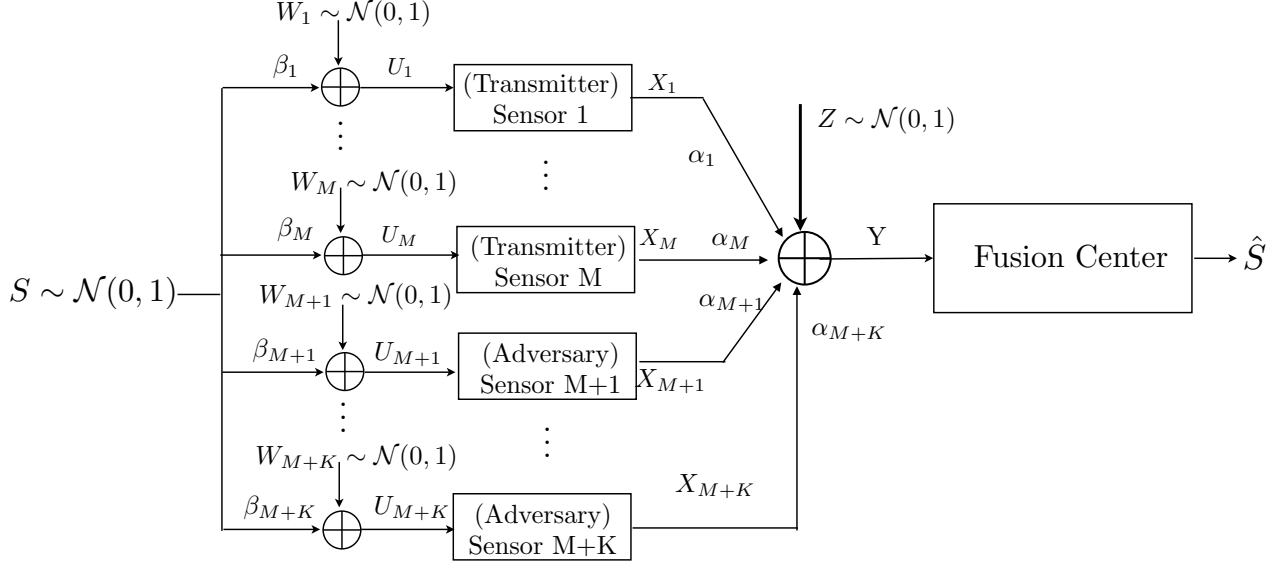 W_1 ∼ N(0, 1)
β_1
U_1
(Transmitter)
Sensor 1
X_1
α_1
Z ∼ N(0, 1)
W_M ∼ N(0, 1)
β_M
U_M
(Transmitter)
Sensor M
X_M
α_M
Y
Fusion Center
Ŝ
S ∼ N(0, 1)
W_{M+1} ∼ N(0, 1)
β_{M+1}
U_{M+1}
(Adversary)
Sensor M+1
X_{M+1}
α_{M+1}
α_{M+K}
W_{M+K} ∼ N(0, 1)
β_{M+K}
U_{M+K}
(Adversary)
Sensor M+K
X_{M+K}